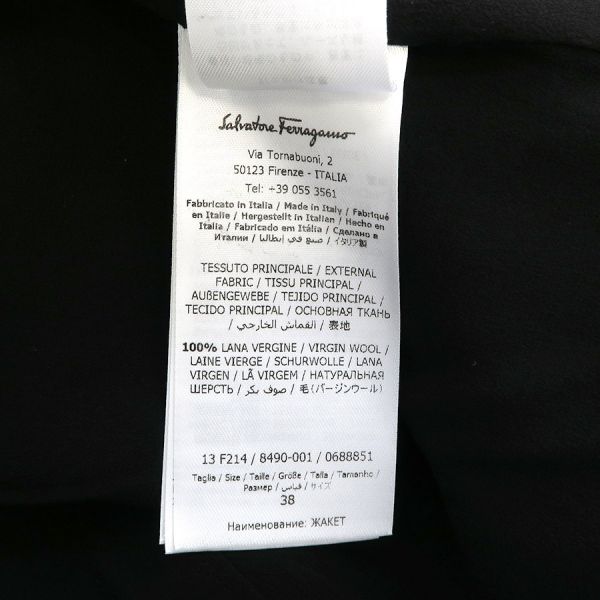 Salvatore Ferragamo
Via Tornabuoni, 2
50123 Firenze - ITALIA
Tel: +39 055 3561
Fabbricato in Italia / Made in Italy / Fabriqué
en Italie / Hergestellt in Italien / Hecho en
Italia / Fabricado em Itália / Сделано в
Италии / صنع في إيطاليا / イタリア製
TESSUTO PRINCIPALE / EXTERNAL
FABRIC / TISSU PRINCIPAL /
AUßENGEWEBE / TEJIDO PRINCIPAL /
TECIDO PRINCIPAL / ОСНОВНАЯ ТКАНЬ
/ القماش الخارجي / 表地
100% LANA VERGINE / VIRGIN WOOL /
LAINE VIERGE / SCHURWOLLE / LANA
VIRGEN / LÃ VIRGEM / НАТУРАЛЬНАЯ
ШЕРСТЬ / صوف بكر / 毛(バージンウール)
13 F214 / 8490-001 / 0688851
Taglia / Size / Taille / Größe / Talla / Tamanho /
Размер / قياس / サイズ
38
Наименование: ЖАКЕТ